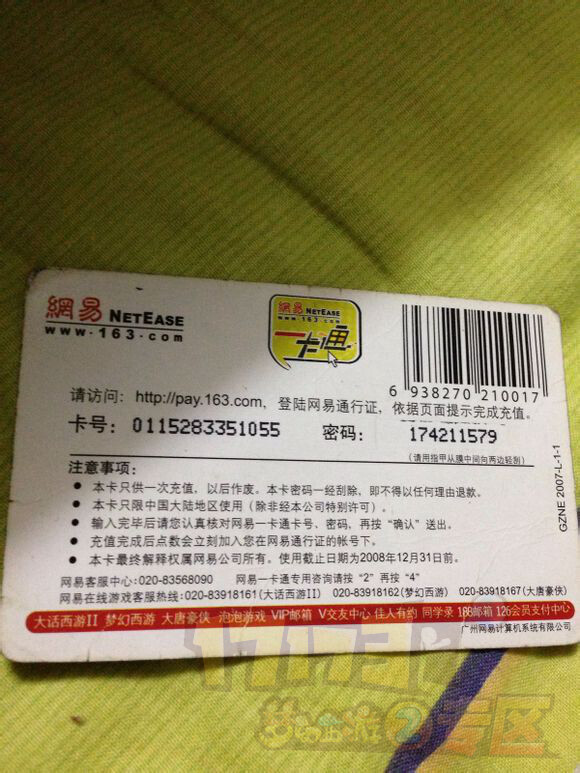 網易 NETEASE
www.163.com
網易 NETEASE
www.163.com
一卡通
6 938270 210017
请访问：http://pay.163.com，登陆网易通行证，依据页面提示完成充值。
卡号：0115283351055 密码：174211579
（请用指甲从膜中间向两边轻刮）
注意事项：
● 本卡只供一次充值，以后作废。本卡密码一经刮除，即不得以任何理由退款。
● 本卡只限中国大陆地区使用（除非经本公司特别许可）。
● 输入完毕后请您认真核对网易一卡通卡号、密码，再按“确认”送出。
● 充值完成后点数会立刻加入您在网易通行证的帐号下。
● 本卡最终解释权属网易公司所有。使用截止日期为2008年12月31日前。
网易客服中心：020-83568090 网易一卡通专用咨询请按“2”再按“4”
网易在线游戏客服热线：020-83918161(大话西游II) 020-83918162(梦幻西游) 020-83918167(大唐豪侠)
大话西游II 梦幻西游 大唐豪侠 泡泡游戏 VIP邮箱 V交友中心 佳人有约 同学录 188邮箱 126会员支付中心
广州网易计算机系统有限公司
GZNE 2007-L-1-1
17173
梦幻西游2专区